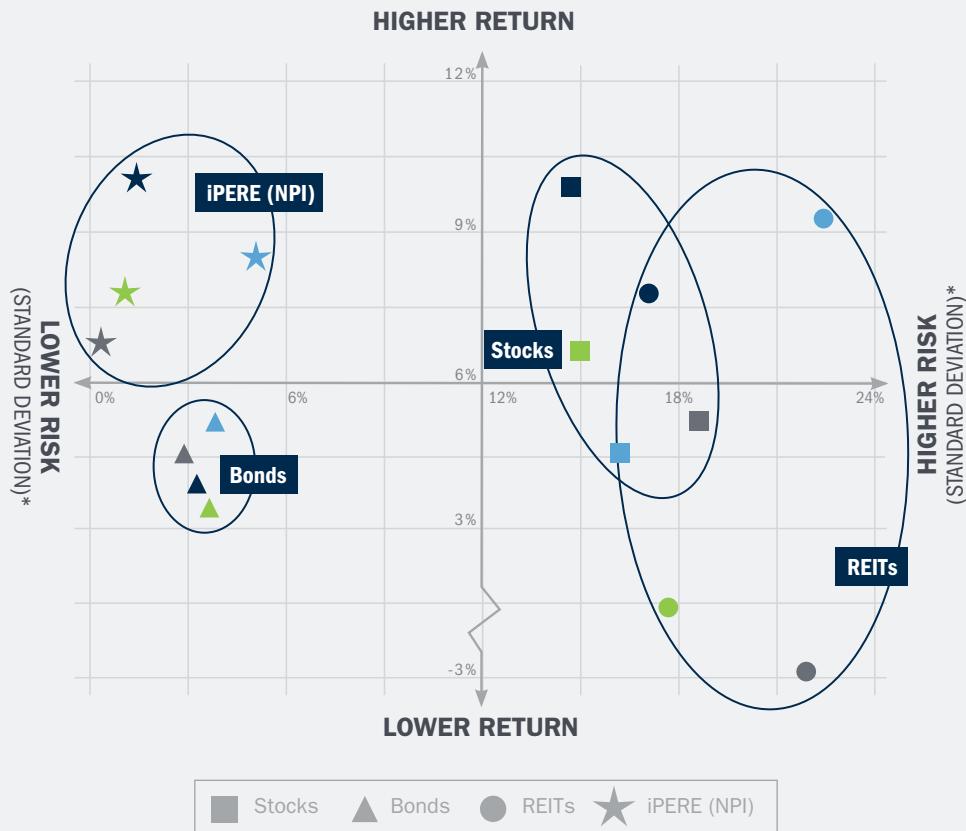 HIGHER RETURN
12%
iPERE (NPI)
9%
LOWER RISK
(STANDARD DEVIATION)*
HIGHER RISK
(STANDARD DEVIATION)*
Stocks
6%
0%
6%
12%
18%
24%
Bonds
3%
REITs
-3%
LOWER RETURN
Stocks
Bonds
REITs
iPERE (NPI)